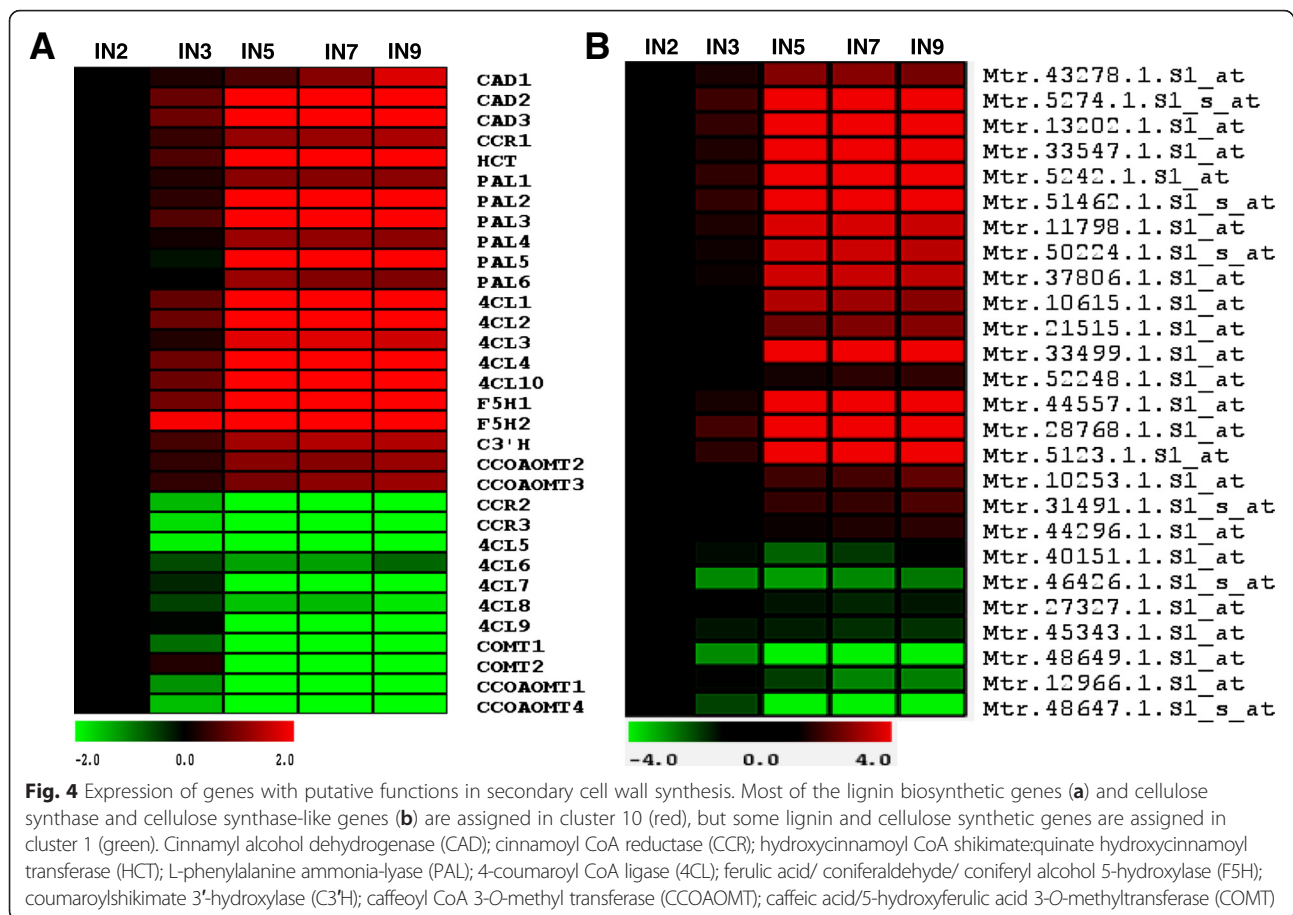 A
IN2 IN3 IN5 IN7 IN9
CAD1
CAD2
CAD3
CCR1
HCT
PAL1
PAL2
PAL3
PAL4
PAL5
PAL6
4CL1
4CL2
4CL3
4CL4
4CL10
F5H1
F5H2
C3'H
CCOAOMT2
CCOAOMT3
CCR2
CCR3
4CL5
4CL6
4CL7
4CL8
4CL9
COMT1
COMT2
CCOAOMT1
CCOAOMT4
-2.0 0.0 2.0
B
IN2 IN3 IN5 IN7 IN9
Mtr.43278.1.S1_at
Mtr.5274.1.S1_s_at
Mtr.13202.1.S1_at
Mtr.33547.1.S1_at
Mtr.5242.1.S1_at
Mtr.51462.1.S1_s_at
Mtr.11798.1.S1_at
Mtr.50224.1.S1_s_at
Mtr.37806.1.S1_at
Mtr.10615.1.S1_at
Mtr.21515.1.S1_at
Mtr.33499.1.S1_at
Mtr.52248.1.S1_at
Mtr.44557.1.S1_at
Mtr.28768.1.S1_at
Mtr.5123.1.S1_at
Mtr.10253.1.S1_at
Mtr.31491.1.S1_s_at
Mtr.44296.1.S1_at
Mtr.40151.1.S1_at
Mtr.46426.1.S1_s_at
Mtr.27327.1.S1_at
Mtr.45343.1.S1_at
Mtr.48649.1.S1_at
Mtr.12966.1.S1_at
Mtr.48647.1.S1_s_at
-4.0 0.0 4.0
Fig. 4 Expression of genes with putative functions in secondary cell wall synthesis. Most of the lignin biosynthetic genes (a) and cellulose
synthase and cellulose synthase-like genes (b) are assigned in cluster 10 (red), but some lignin and cellulose synthetic genes are assigned in
cluster 1 (green). Cinnamyl alcohol dehydrogenase (CAD); cinnamoyl CoA reductase (CCR); hydroxycinnamoyl CoA shikimate:quinate hydroxycinnamoyl
transferase (HCT); L-phenylalanine ammonia-lyase (PAL); 4-coumaroyl CoA ligase (4CL); ferulic acid/ coniferaldehyde/ coniferyl alcohol 5-hydroxylase (F5H);
coumaroylshikimate 3′-hydroxylase (C3′H); caffeoyl CoA 3-O-methyl transferase (CCOAOMT); caffeic acid/5-hydroxyferulic acid 3-O-methyltransferase (COMT)